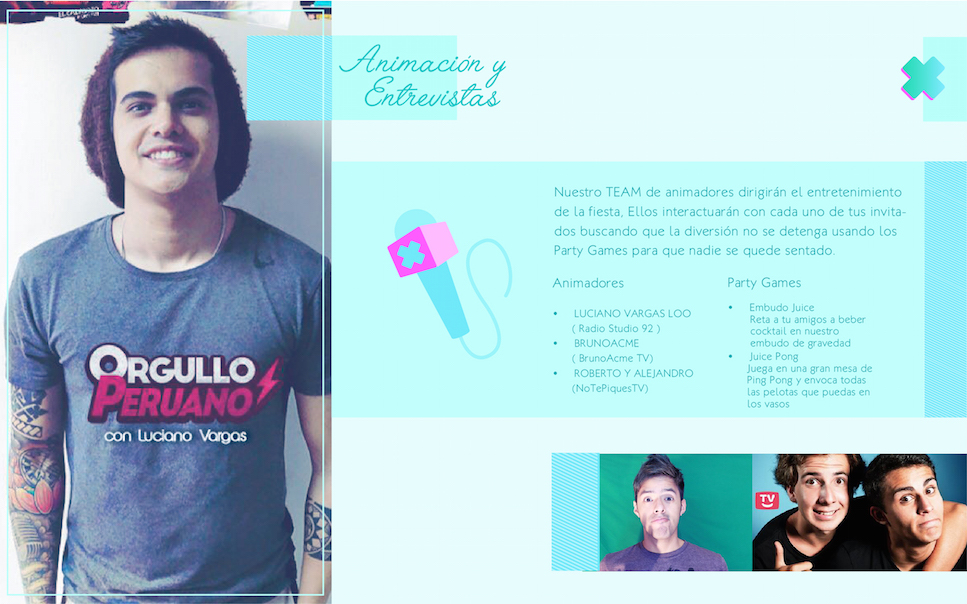 Animación y
Entrevistas
Nuestro TEAM de animadores dirigirán el entretenimiento
de la fiesta, Ellos interactuarán con cada uno de tus invita-
dos buscando que la diversión no se detenga usando los
Party Games para que nadie se quede sentado.
Animadores
• LUCIANO VARGAS LOO
( Radio Studio 92 )
• BRUNOACME
( BrunoAcme TV)
• ROBERTO Y ALEJANDRO
(NoTePiquesTV)
Party Games
• Embudo Juice
Reta a tu amigos a beber
cocktail en nuestro
embudo de gravedad
• Juice Pong
Juega en una gran mesa de
Ping Pong y envoca todas
las pelotas que puedas en
los vasos
ORGULLO
PERUANO
con Luciano Vargas
TV